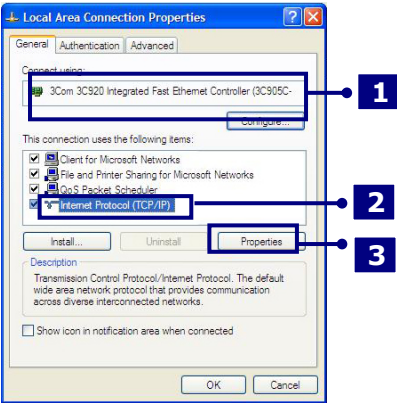 Local Area Connection Properties
General Authentication Advanced
Connect using:
3Com 3C920 Integrated Fast Ethernet Controller (3C905C-
1
Configure...
This connection uses the following items:
Client for Microsoft Networks
File and Printer Sharing for Microsoft Networks
QoS Packet Scheduler
Internet Protocol (TCP/IP)
2
Install... Uninstall Properties
3
Description
Transmission Control Protocol/Internet Protocol. The default
wide area network protocol that provides communication
across diverse interconnected networks.
Show icon in notification area when connected
OK Cancel